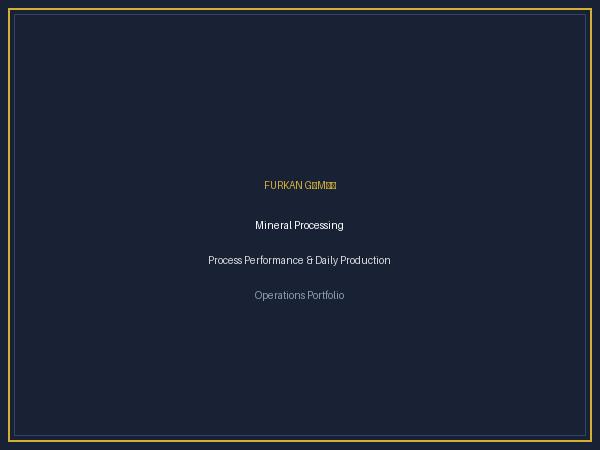 FURKAN G▯M▯▯
Mineral Processing
Process Performance & Daily Production
Operations Portfolio